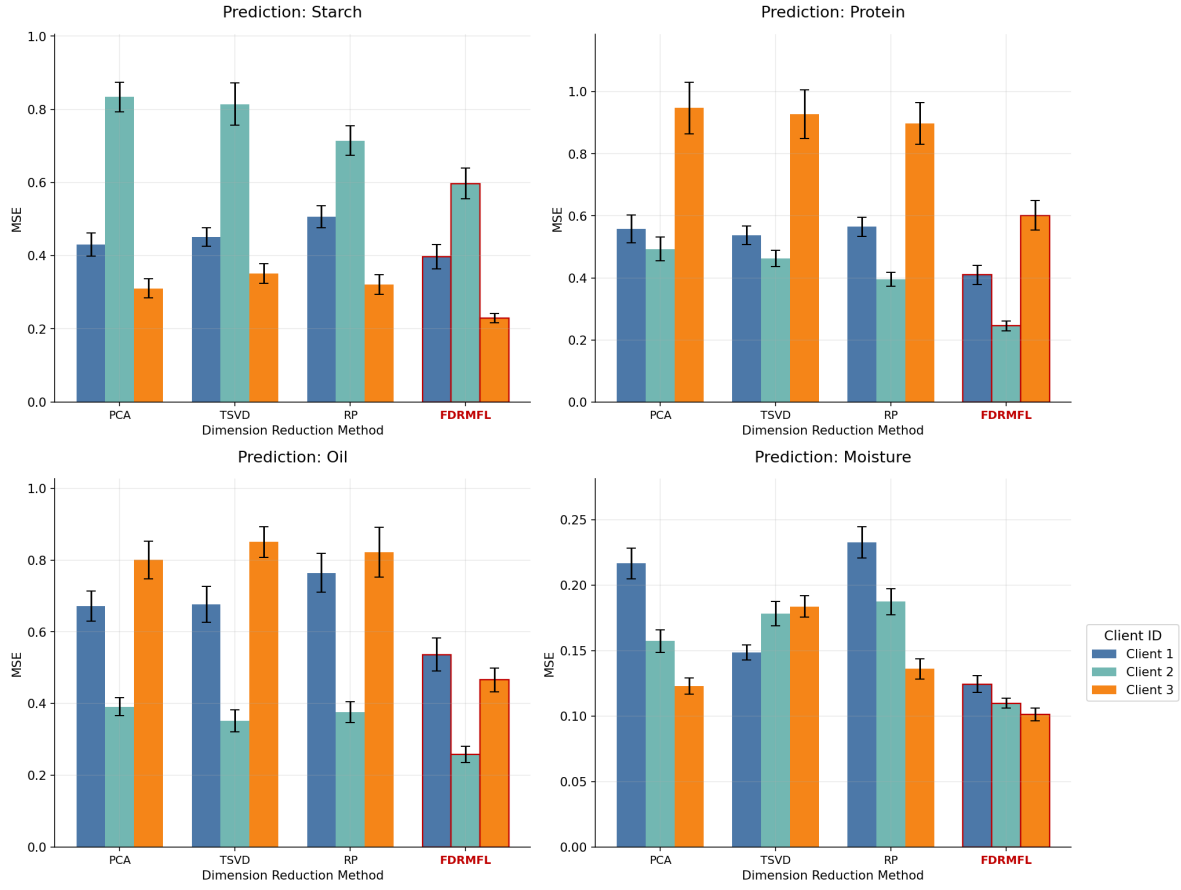 Prediction: Starch
1.0
0.8
0.6
0.4
0.2
0.0
MSE
PCA
TSVD
RP
FDRMFL
Dimension Reduction Method
Prediction: Protein
1.0
0.8
0.6
0.4
0.2
0.0
MSE
PCA
TSVD
RP
FDRMFL
Dimension Reduction Method
Prediction: Oil
1.0
0.8
0.6
0.4
0.2
0.0
MSE
PCA
TSVD
RP
FDRMFL
Dimension Reduction Method
Prediction: Moisture
0.25
0.20
0.15
0.10
0.05
0.00
MSE
PCA
TSVD
RP
FDRMFL
Dimension Reduction Method
Client ID
Client 1
Client 2
Client 3